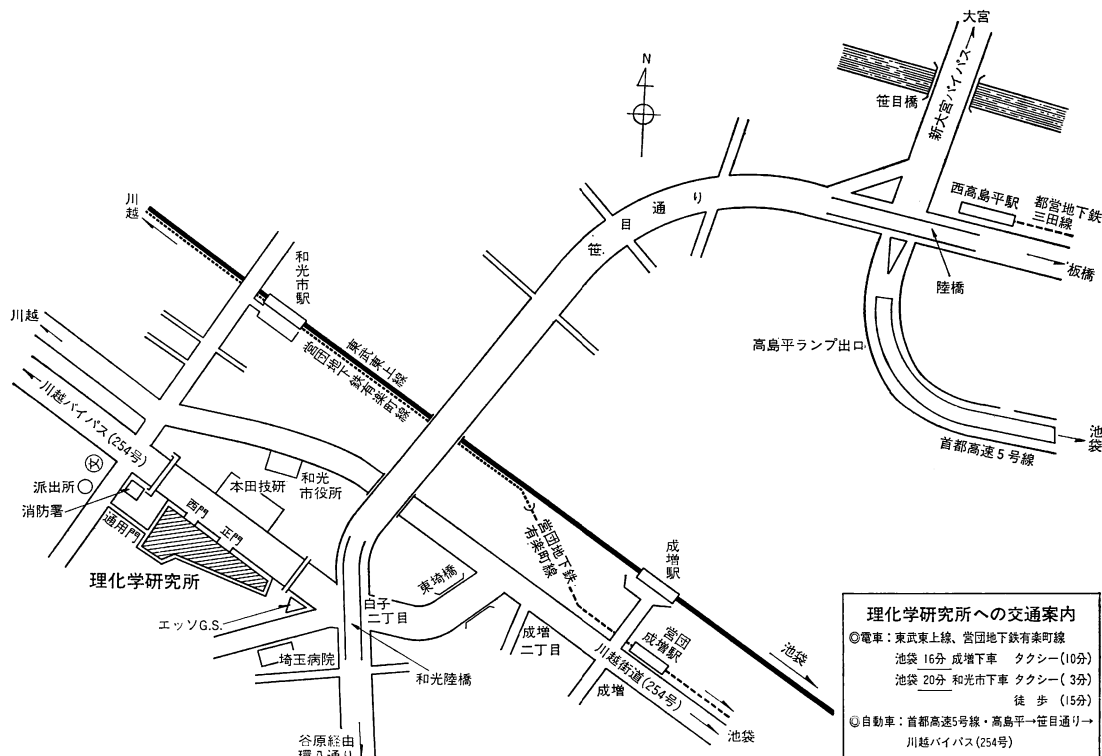 大宮
新大宮バイパス
笹目橋
N
西高島平駅
都営地下鉄
三田線
板橋
陸橋
笹目通り
高島平ランプ出口
池袋
首都高速5号線
川越
和光市駅
東武東上線
営団地下鉄有楽町線
川越
川越バイパス(254号)
文
派出所
消防署
通用門
西門
正門
本田技研
和光
市役所
理化学研究所
エッソG.S.
埼玉病院
白子
二丁目
東埼橋
和光陸橋
谷原経由
環八通り
営団地下鉄
有楽町線
成増駅
池袋
成増
二丁目
営団
成増駅
川越街道(254号)
成増
池袋
理化学研究所への交通案内
◎電車:東武東上線、営団地下鉄有楽町線
池袋 16分 成増下車 タクシー(10分)
池袋 20分 和光市下車 タクシー( 3分)
徒 歩 (15分)
◎自動車:首都高速5号線・高島平→笹目通り→
川越バイパス(254号)